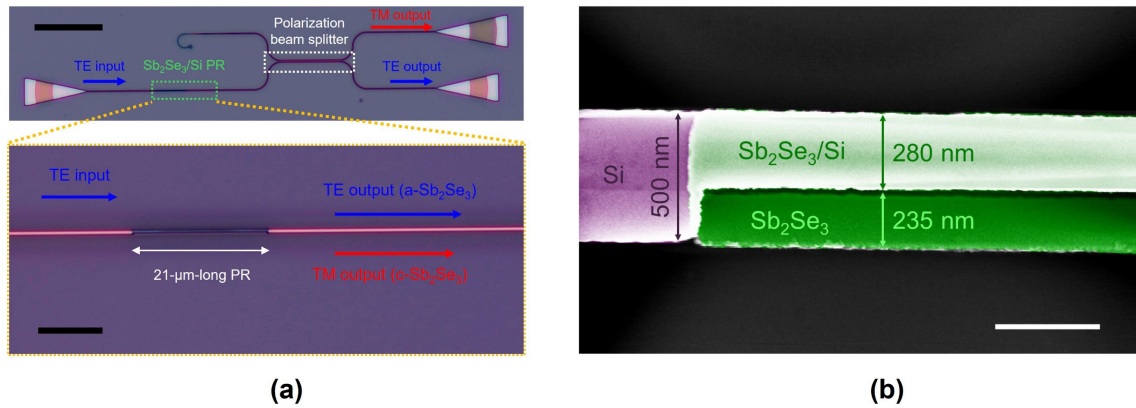 Polarization
beam splitter
TM output
TE input
Sb₂Se₃/Si PR
TE output
TE input
TE output (a-Sb₂Se₃)
21-μm-long PR
TM output (c-Sb₂Se₃)
(a)
Si
500 nm
Sb₂Se₃/Si
280 nm
Sb₂Se₃
235 nm
(b)